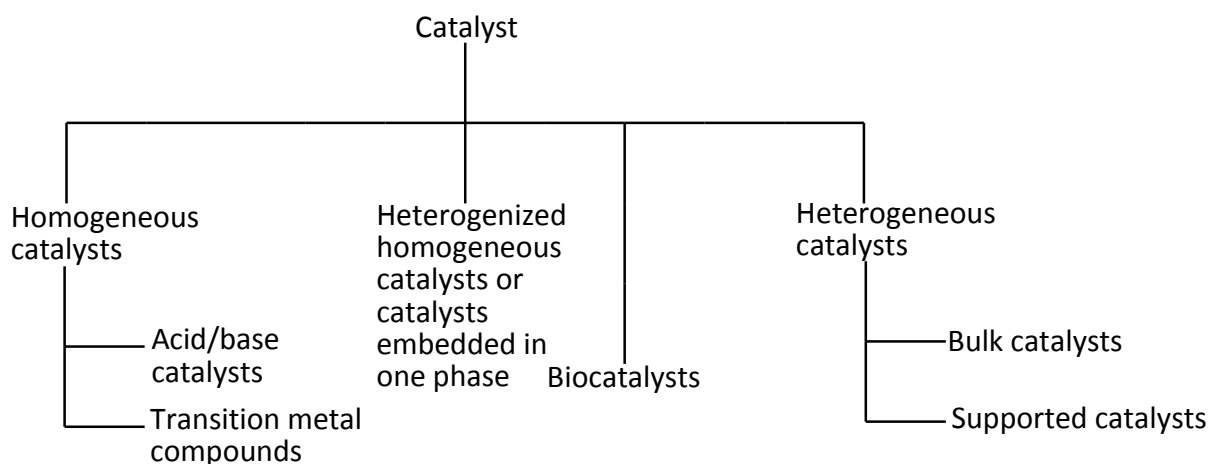 Catalyst
Homogeneous
catalysts
Acid/base
catalysts
Transition metal
compounds
Heterogenized
homogeneous
catalysts or
catalysts
embedded in
one phase
Biocatalysts
Heterogeneous
catalysts
Bulk catalysts
Supported catalysts